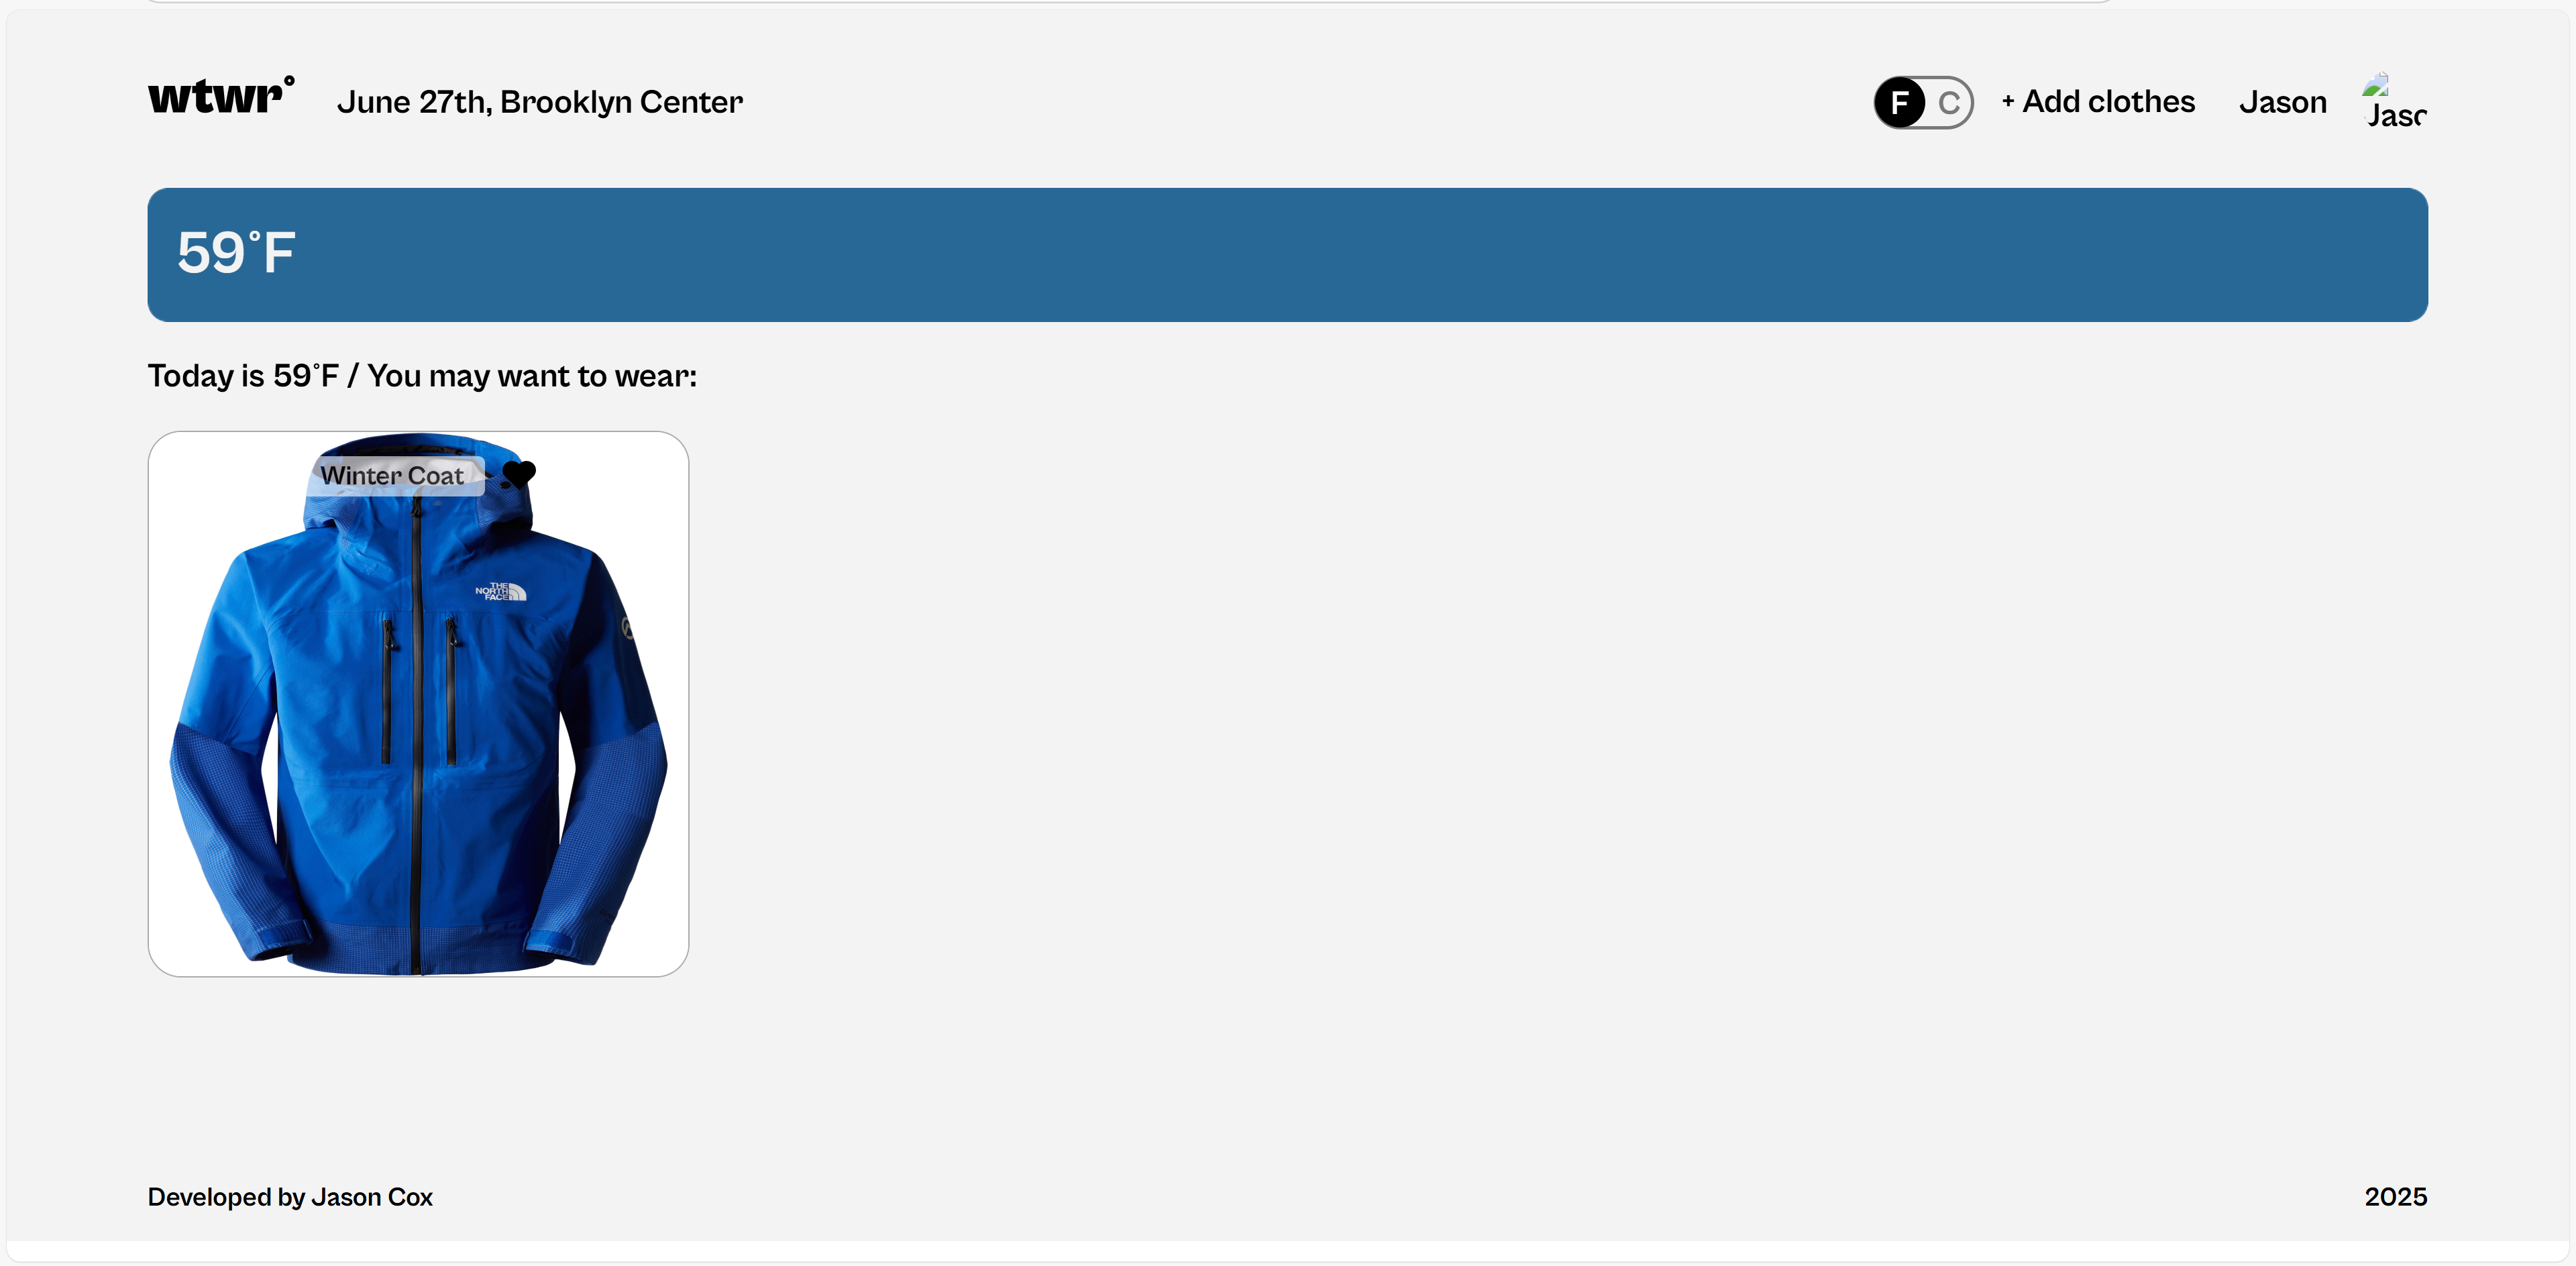 wtwr°
June 27th, Brooklyn Center
F C
+ Add clothes
Jason
Jaso
59°F
Today is 59°F / You may want to wear:
Winter Coat
THE
NORTH
FACE
Developed by Jason Cox
2025